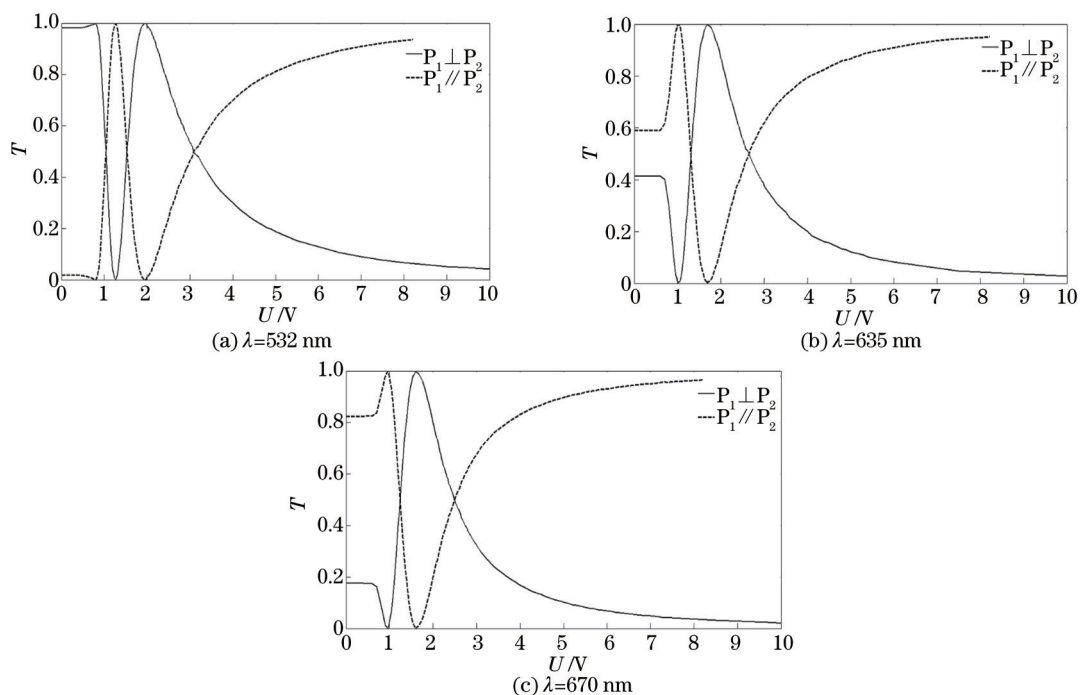 1.0
0.8
0.6
0.4
0.2
0
T
0 1 2 3 4 5 6 7 8 9 10
U/V
P₁⊥P₂
P₁∥P₂
(a) λ=532 nm
1.0
0.8
0.6
0.4
0.2
0
T
0 1 2 3 4 5 6 7 8 9 10
U/V
P₁⊥P₂
P₁∥P₂
(b) λ=635 nm
1.0
0.8
0.6
0.4
0.2
0
T
0 1 2 3 4 5 6 7 8 9 10
U/V
P₁⊥P₂
P₁∥P₂
(c) λ=670 nm